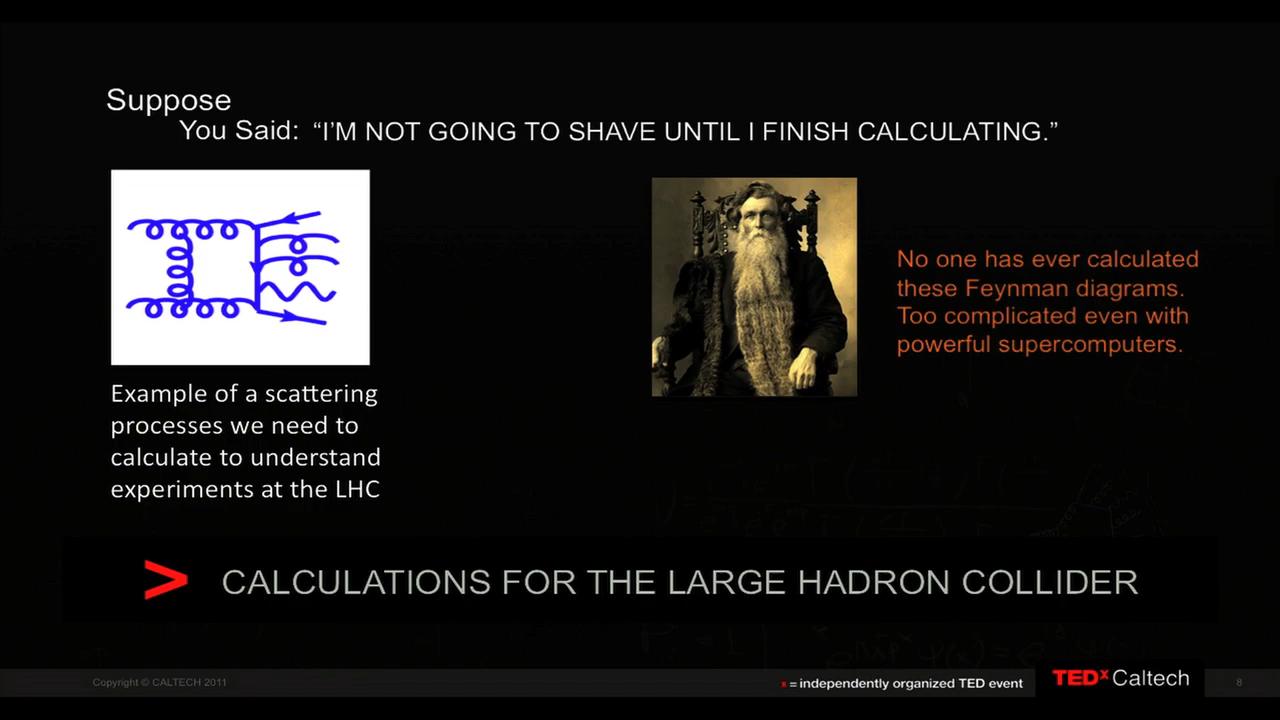 Suppose
You Said: “I’M NOT GOING TO SHAVE UNTIL I FINISH CALCULATING.”
No one has ever calculated
these Feynman diagrams.
Too complicated even with
powerful supercomputers.
Example of a scattering
processes we need to
calculate to understand
experiments at the LHC
> CALCULATIONS FOR THE LARGE HADRON COLLIDER
Copyright © CALTECH 2011
x = independently organized TED event
TEDx Caltech
8